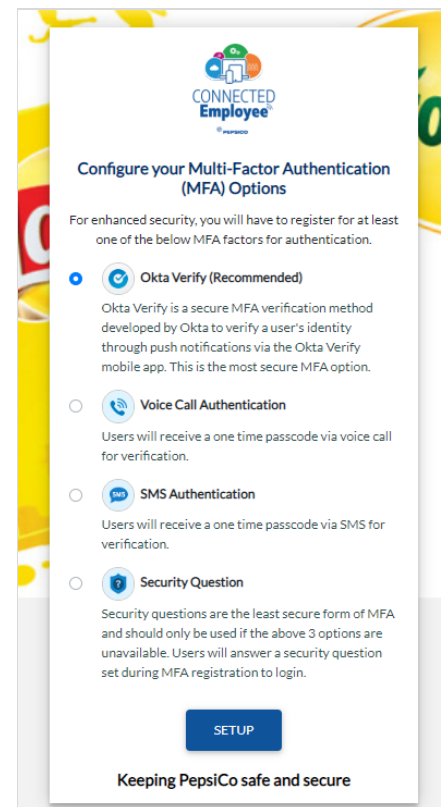 CONNECTED
Employee
PEPSICO
Configure your Multi-Factor Authentication
(MFA) Options
For enhanced security, you will have to register for at least
one of the below MFA factors for authentication.
Okta Verify (Recommended)
Okta Verify is a secure MFA verification method
developed by Okta to verify a user's identity
through push notifications via the Okta Verify
mobile app. This is the most secure MFA option.
Voice Call Authentication
Users will receive a one time passcode via voice call
for verification.
SMS
SMS Authentication
Users will receive a one time passcode via SMS for
verification.
?
Security Question
Security questions are the least secure form of MFA
and should only be used if the above 3 options are
unavailable. Users will answer a security question
set during MFA registration to login.
SETUP
Keeping PepsiCo safe and secure